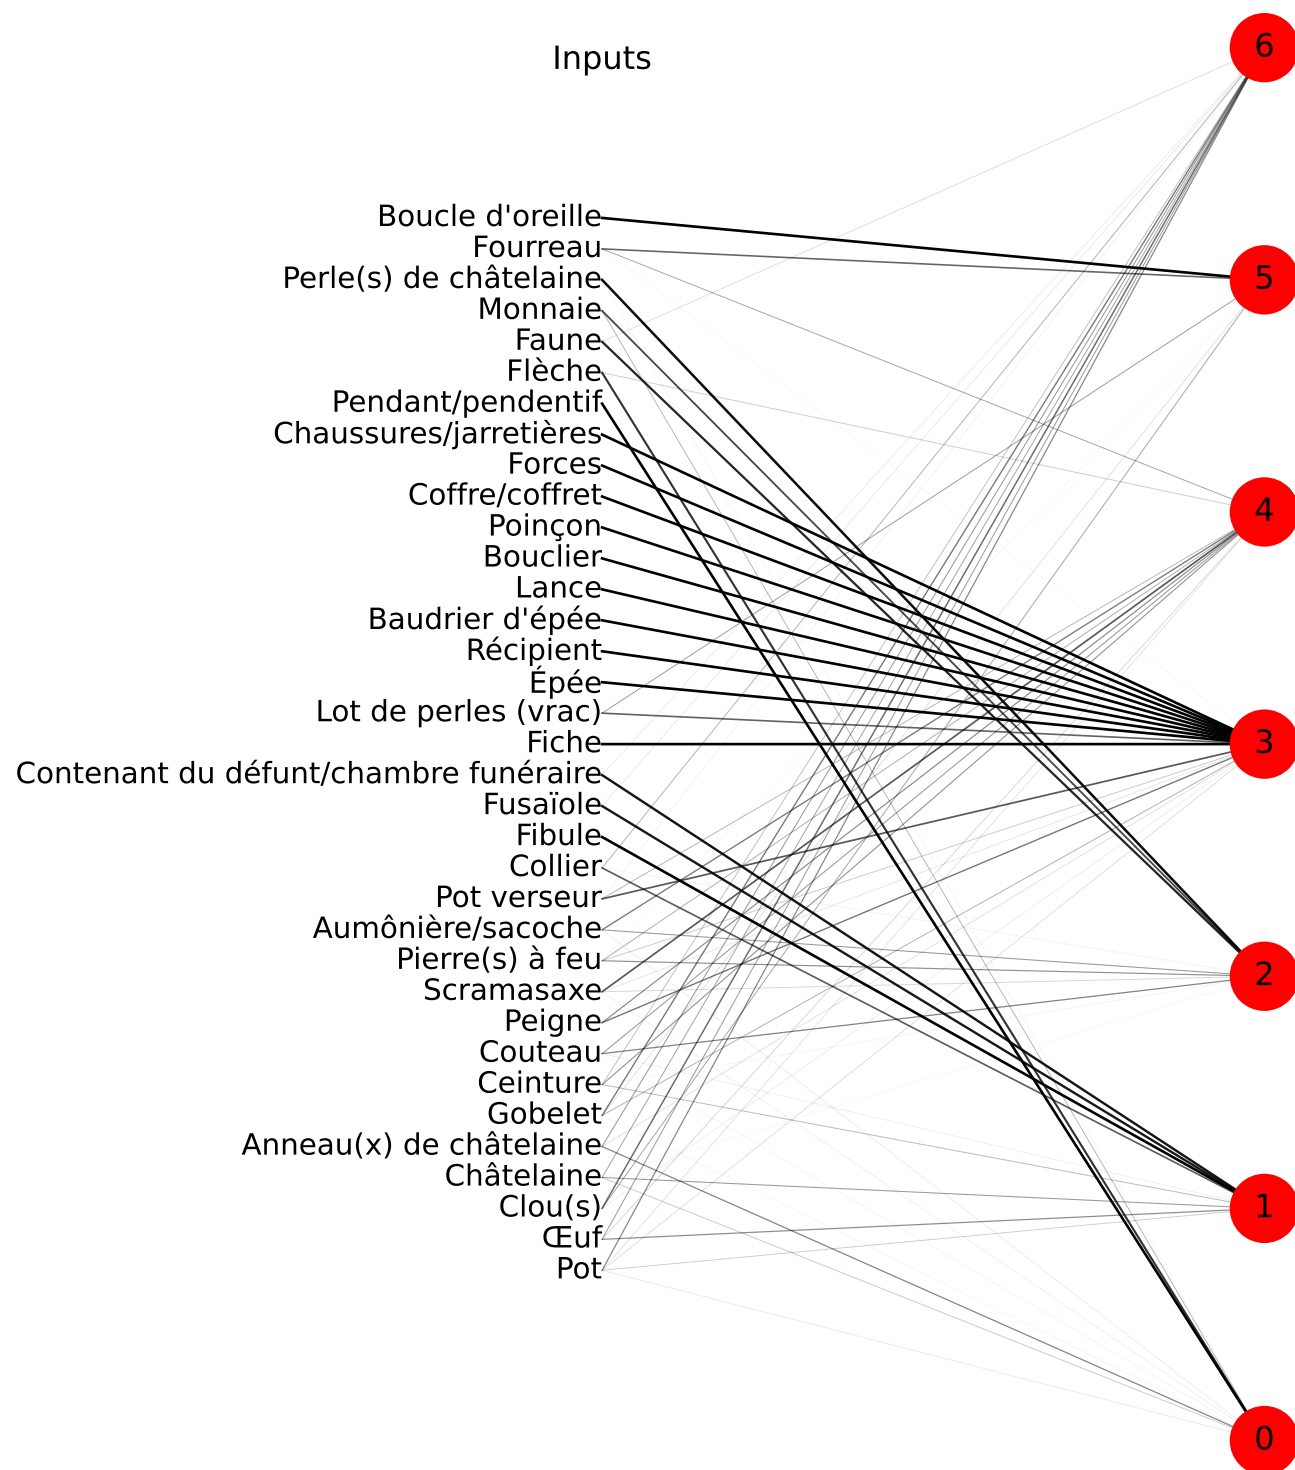 6
Inputs
Boucle d'oreille
Fourreau
5
Perle(s) de châtelaine
Monnaie
Faune
Flèche
Pendant/pendentif
Chaussures/jarretières
Forces
Coffre/coffret
4
Poinçon
Bouclier
Lance
Baudrier d'épée
Récipient
Épée
Lot de perles (vrac)
Fiche
3
Contenant du défunt/chambre funéraire
Fusaïole
Fibule
Collier
Pot verseur
Aumônière/sacoche
Pierre(s) à feu
2
Scramasaxe
Peigne
Couteau
Ceinture
Gobelet
Anneau(x) de châtelaine
Châtelaine
Clou(s)
1
Œuf
Pot
0